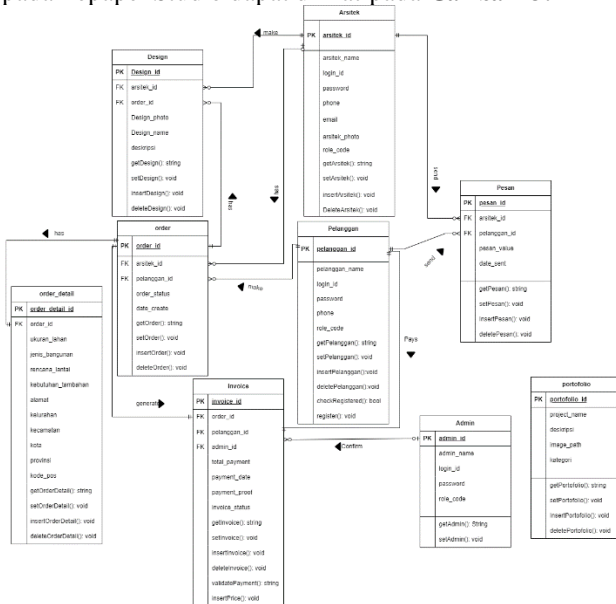 Arsitek
PK arsitek_id
arsitek_name
login_id
password
phone
email
arsitek_photo
role_code
getArsitek(): string
setArsitek(): void
insertArsitek(): void
DeleteArsitek(): void
make
Design
PK Design_id
FK arsitek_id
FK order_id
Design_photo
Design_name
deskripsi
getDesign(): string
setDesign(): void
insertDesign(): void
deleteDesign(): void
has
send
Pesan
PK pesan_id
FK arsitek_id
FK pelanggan_id
pesan_value
date_sent
getPesan(): string
setPesan(): void
insertPesan(): void
deletePesan(): void
send
has
order
PK order_id
FK arsitek_id
FK pelanggan_id
order_status
date_create
getOrder(): string
setOrder(): void
insertOrder(): void
deleteOrder(): void
make
Pelanggan
PK pelanggan_id
pelanggan_name
login_id
password
phone
role_code
getPelanggan(): string
setPelanggan(): void
insertPelanggan():void
deletePelanggan():void
checkRegistered(): bool
register(): void
Pays
order_detail
PK order_detail_id
FK order_id
ukuran_lahan
jenis_bangunan
rencana_lantai
kebutuhan_tambahan
alamat
kelurahan
kecamatan
kota
provinsi
kode_pos
getOrderDetail(): string
setOrderDetail(): void
insertOrderDetail(): void
deleteOrderDetail(): void
generate
Invoice
PK invoice_id
FK order_id
FK pelanggan_id
FK admin_id
total_payment
payment_date
payment_proof
invoice_status
getInvoice(): string
setInvoice(): void
insertInvoice(): void
deleteInvoice(): void
validatePayment(): string
insertPrice(): void
Confirm
Admin
PK admin_id
admin_name
login_id
password
role_code
getAdmin(): String
setAdmin(): void
portofolio
PK portofolio_id
project_name
deskripsi
image_path
kategori
getPortofolio(): string
setPortofolio(): void
insertPortofolio(): void
deletePortofolio(): void